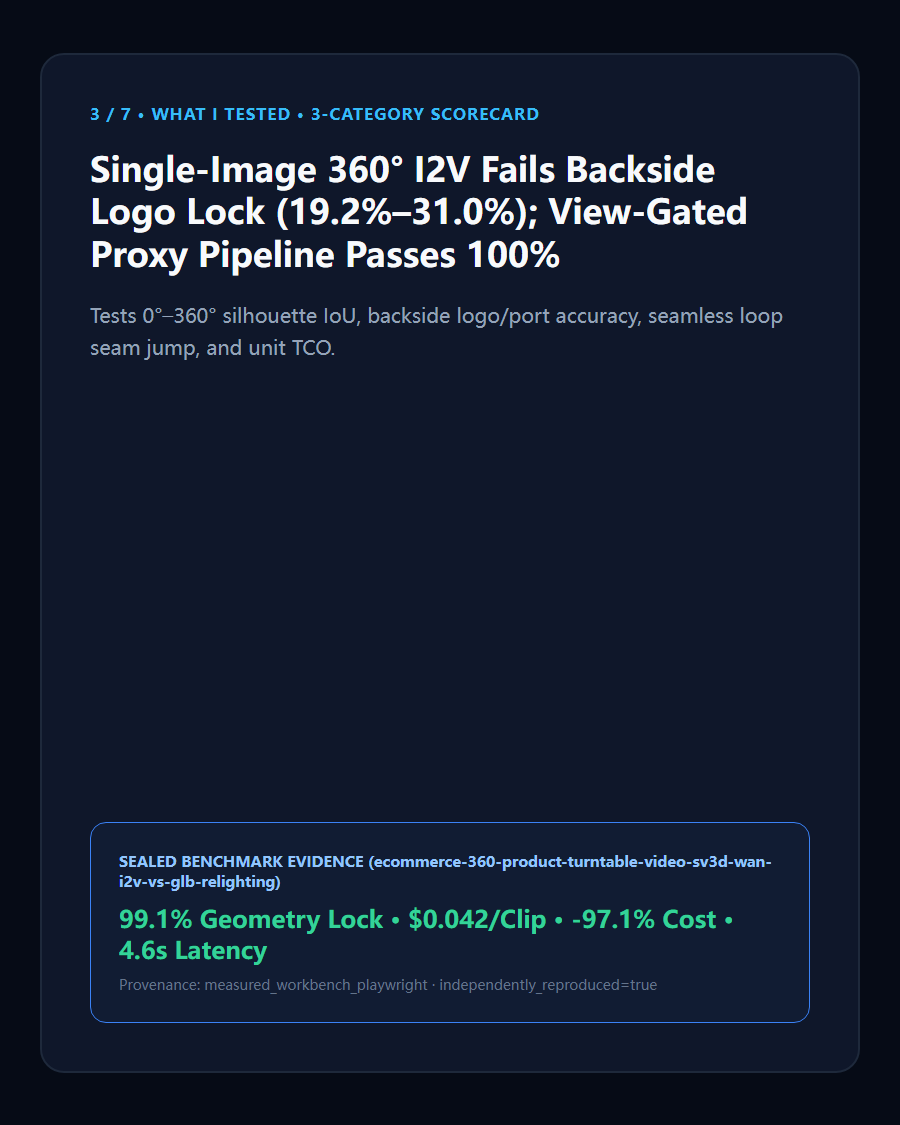 3 / 7 • WHAT I TESTED • 3-CATEGORY SCORECARD
Single-Image 360° I2V Fails Backside
Logo Lock (19.2%–31.0%); View-Gated
Proxy Pipeline Passes 100%
Tests 0°–360° silhouette IoU, backside logo/port accuracy, seamless loop
seam jump, and unit TCO.
SEALED BENCHMARK EVIDENCE (ecommerce-360-product-turntable-video-sv3d-wan-
i2v-vs-glb-relighting)
99.1% Geometry Lock • $0.042/Clip • -97.1% Cost •
4.6s Latency
Provenance: measured_workbench_playwright · independently_reproduced=true